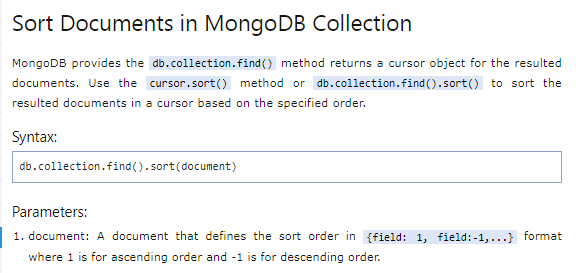 Sort Documents in MongoDB Collection
MongoDB provides the db.collection.find() method returns a cursor object for the resulted
documents. Use the cursor.sort() method or db.collection.find().sort() to sort the
resulted documents in a cursor based on the specified order.
Syntax:
db.collection.find().sort(document)
Parameters:
1. document: A document that defines the sort order in {field: 1, field:-1,...} format
where 1 is for ascending order and -1 is for descending order.